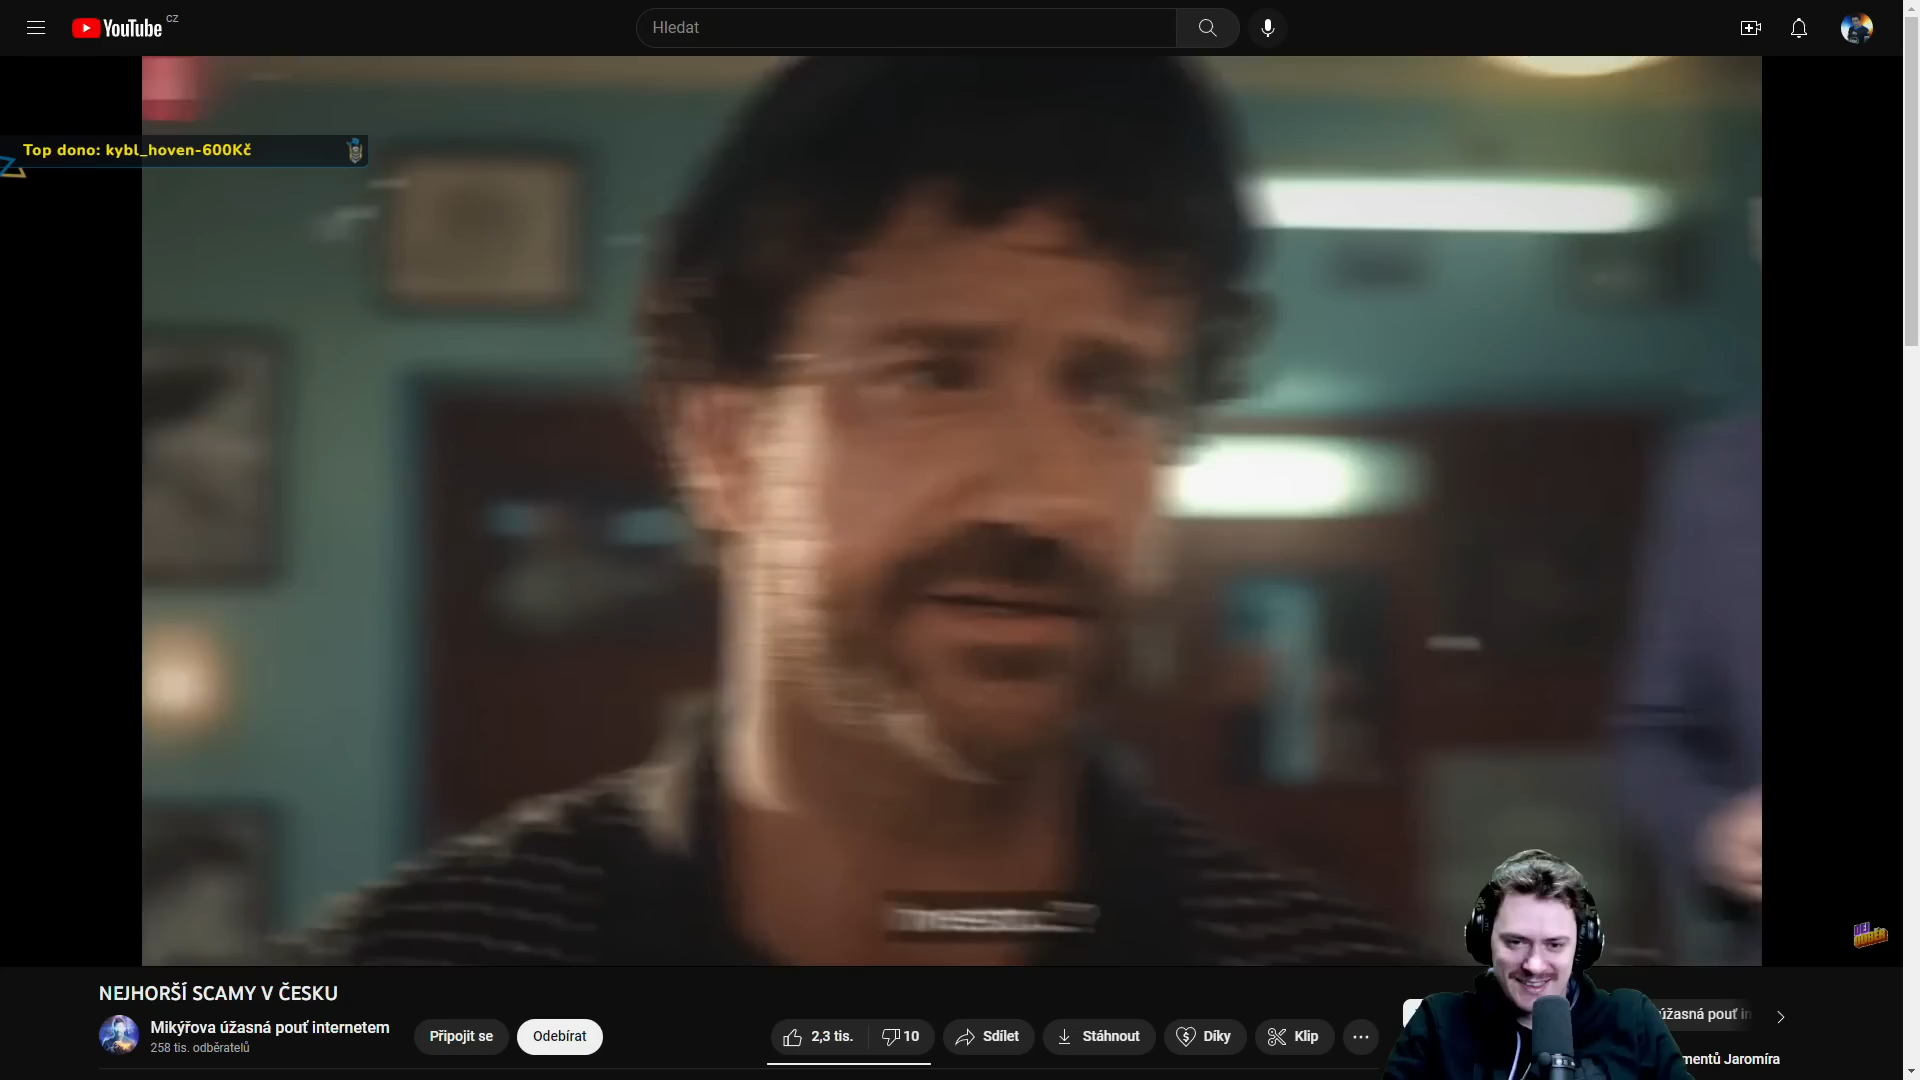 YouTube CZ
Hledat
Top dono: kybl_hoven-600Kč
NEJHORŠÍ SCAMY V ČESKU
Mikýřova úžasná pouť internetem
258 tis. odběratelů
Připojit se
Odebírat
2,3 tis.
10
Sdílet
Stáhnout
Díky
Klip
úžasná pouť in
mentů Jaromíra